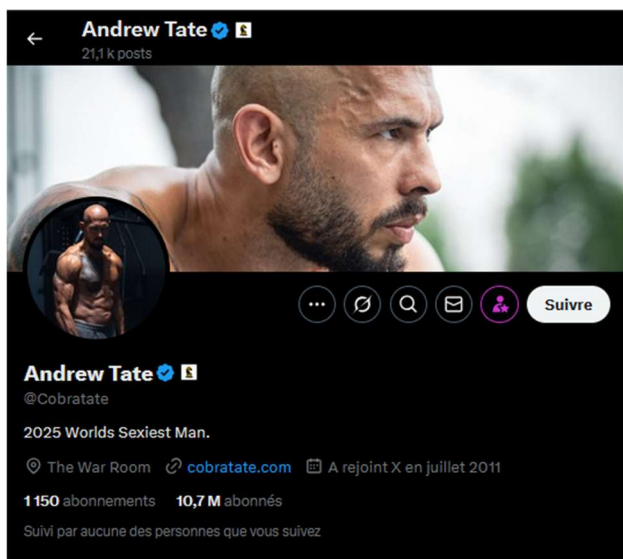 Andrew Tate
21,1 k posts
Suivre
Andrew Tate
@Cobratate
2025 Worlds Sexiest Man.
The War Room cobratate.com A rejoint X en juillet 2011
1 150 abonnements 10,7 M abonnés
Suivi par aucune des personnes que vous suivez